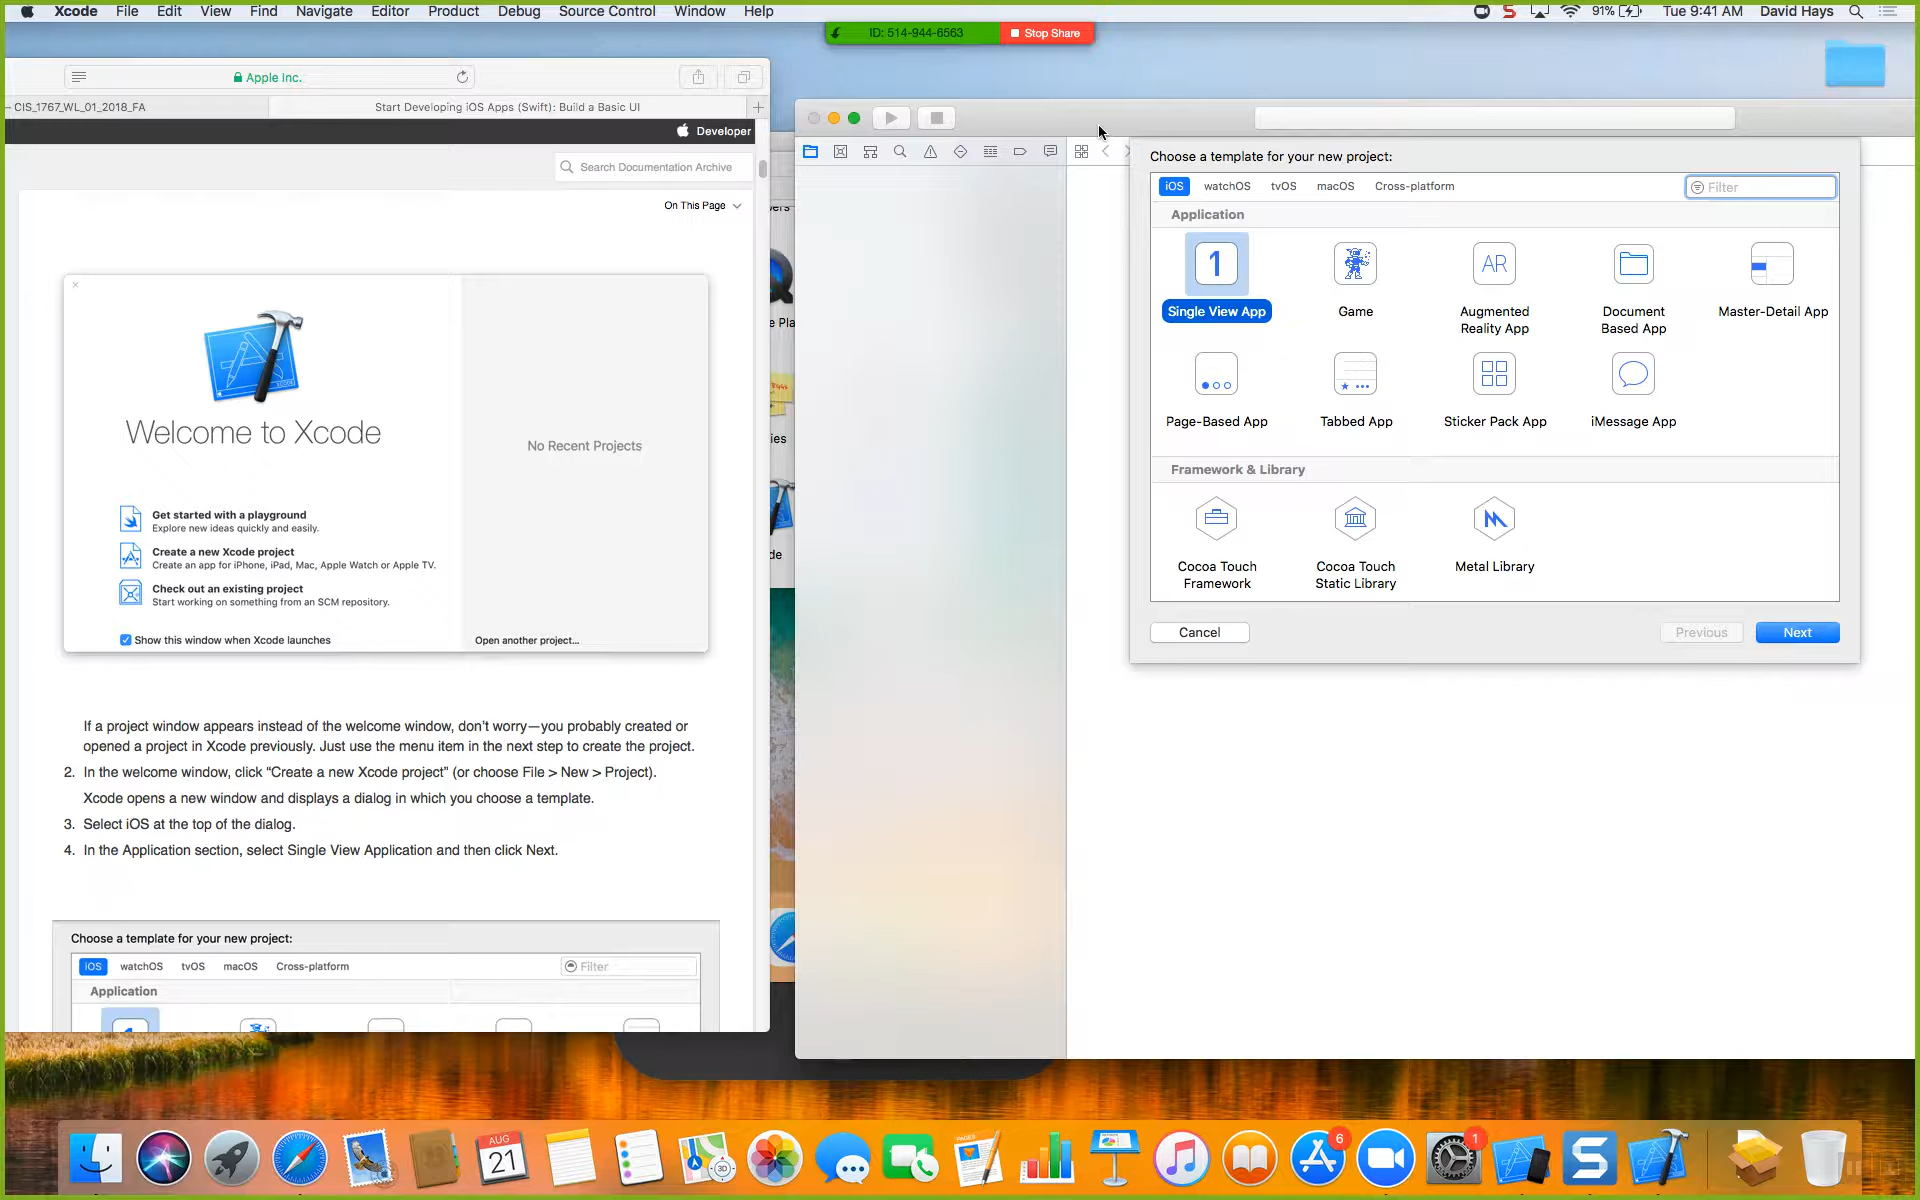 Xcode File Edit View Find Navigate Editor Product Debug Source Control Window Help
91% Tue 9:41 AM David Hays
ID: 514-944-6563 Stop Share
Apple Inc.
CIS_1767_WL_01_2018_FA
Start Developing iOS Apps (Swift): Build a Basic UI
Developer
Search Documentation Archive
On This Page
Welcome to Xcode
No Recent Projects
Get started with a playground
Explore new ideas quickly and easily.
Create a new Xcode project
Create an app for iPhone, iPad, Mac, Apple Watch or Apple TV.
Check out an existing project
Start working on something from an SCM repository.
Show this window when Xcode launches
Open another project...
If a project window appears instead of the welcome window, don't worry—you probably created or
opened a project in Xcode previously. Just use the menu item in the next step to create the project.
2. In the welcome window, click “Create a new Xcode project” (or choose File > New > Project).
Xcode opens a new window and displays a dialog in which you choose a template.
3. Select iOS at the top of the dialog.
4. In the Application section, select Single View Application and then click Next.
Choose a template for your new project:
iOS watchOS tvOS macOS Cross-platform
Filter
Application
Choose a template for your new project:
iOS watchOS tvOS macOS Cross-platform
Filter
Application
1
AR
Single View App
Game
Augmented
Reality App
Document
Based App
Master-Detail App
Page-Based App
Tabbed App
Sticker Pack App
iMessage App
Framework & Library
Cocoa Touch
Framework
Cocoa Touch
Static Library
Metal Library
Cancel
Previous
Next
e Pla
ies
de
AUG
21
3D
PAGES
6
1
S